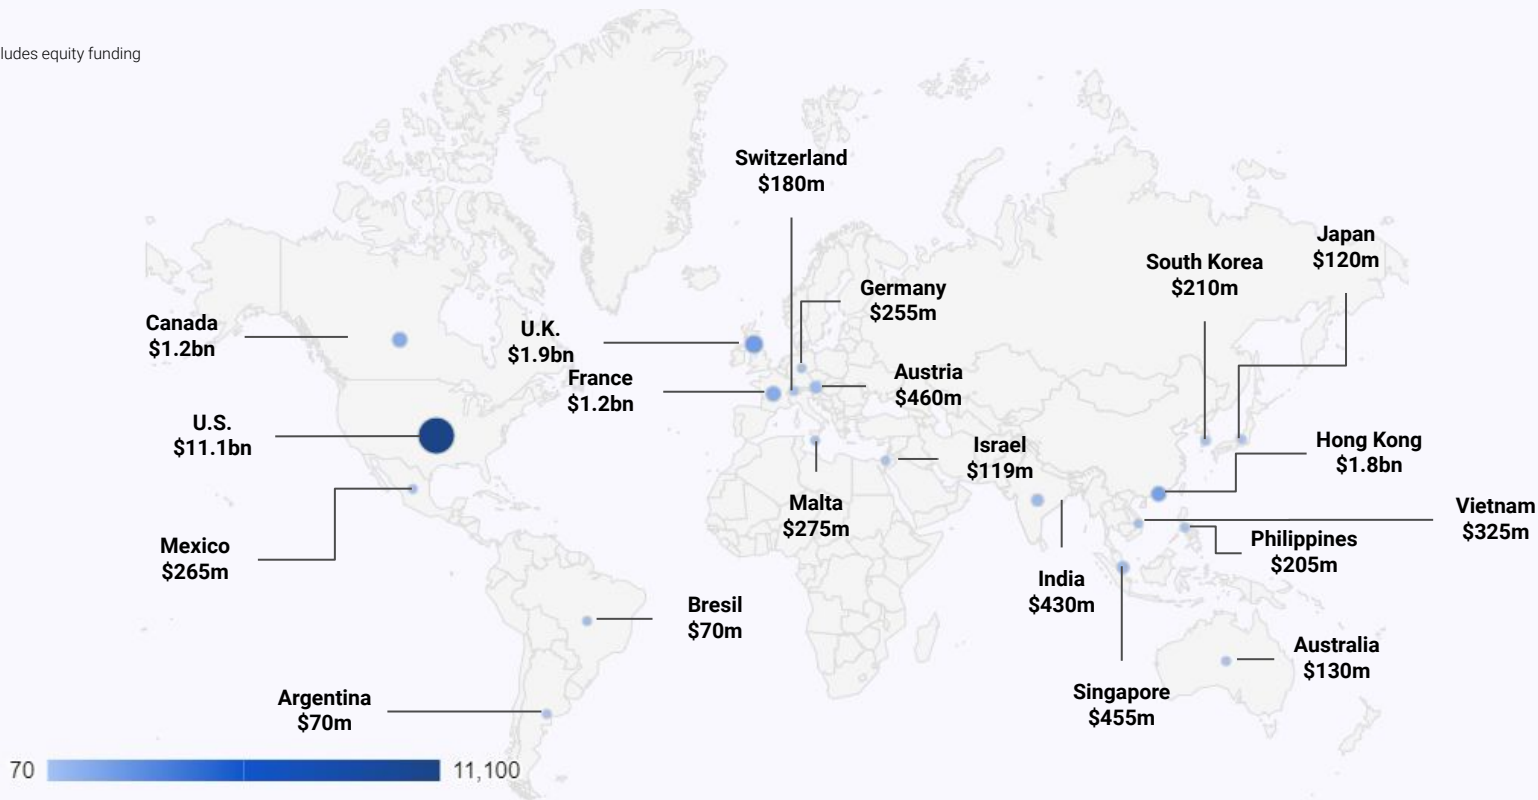 ludes equity funding
Switzerland
$180m
Japan
$120m
South Korea
$210m
Germany
$255m
Canada
$1.2bn
U.K.
$1.9bn
France
$1.2bn
Austria
$460m
U.S.
$11.1bn
Israel
$119m
Hong Kong
$1.8bn
Malta
$275m
Vietnam
$325m
Mexico
$265m
Philippines
$205m
India
$430m
Bresil
$70m
Australia
$130m
Singapore
$455m
Argentina
$70m
70
11,100